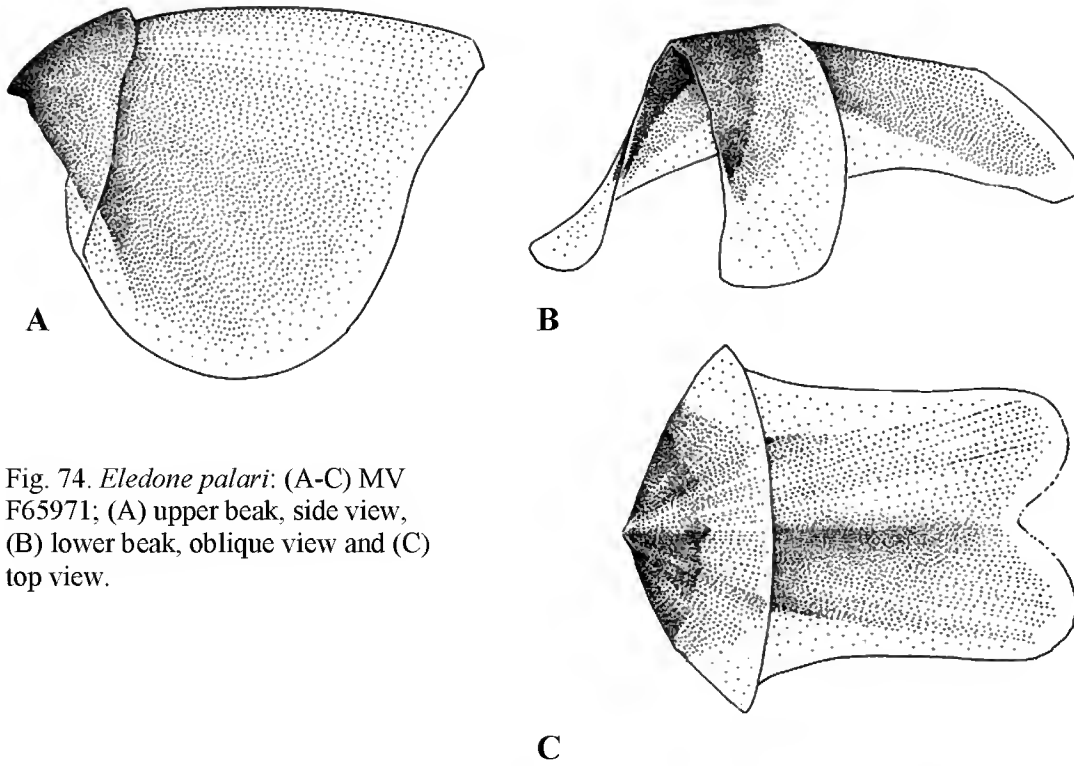 A
B
Fig. 74. Eledone palari: (A-C) MV
F65971; (A) upper beak, side view,
(B) lower beak, oblique view and (C)
top view.
C